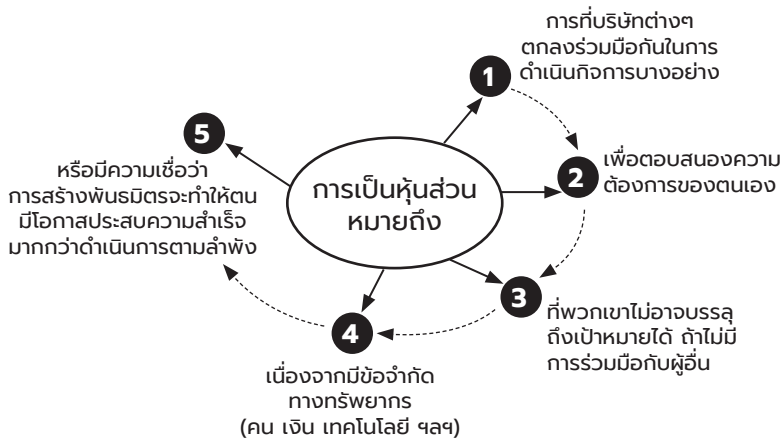 การเป็นหุ้นส่วน
หมายถึง
1
การที่บริษัทต่างๆ
ตกลงร่วมมือกันในการ
ดำเนินกิจการบางอย่าง
2
เพื่อตอบสนองความ
ต้องการของตนเอง
3
ที่พวกเขาไม่อาจบรรลุ
ถึงเป้าหมายได้ ถ้าไม่มี
การร่วมมือกับผู้อื่น
4
เนื่องจากมีข้อจำกัด
ทางทรัพยากร
(คน เงิน เทคโนโลยี ฯลฯ)
5
หรือมีความเชื่อว่า
การสร้างพันธมิตรจะทำให้ตน
มีโอกาสประสบความสำเร็จ
มากกว่าดำเนินการตามลำพัง